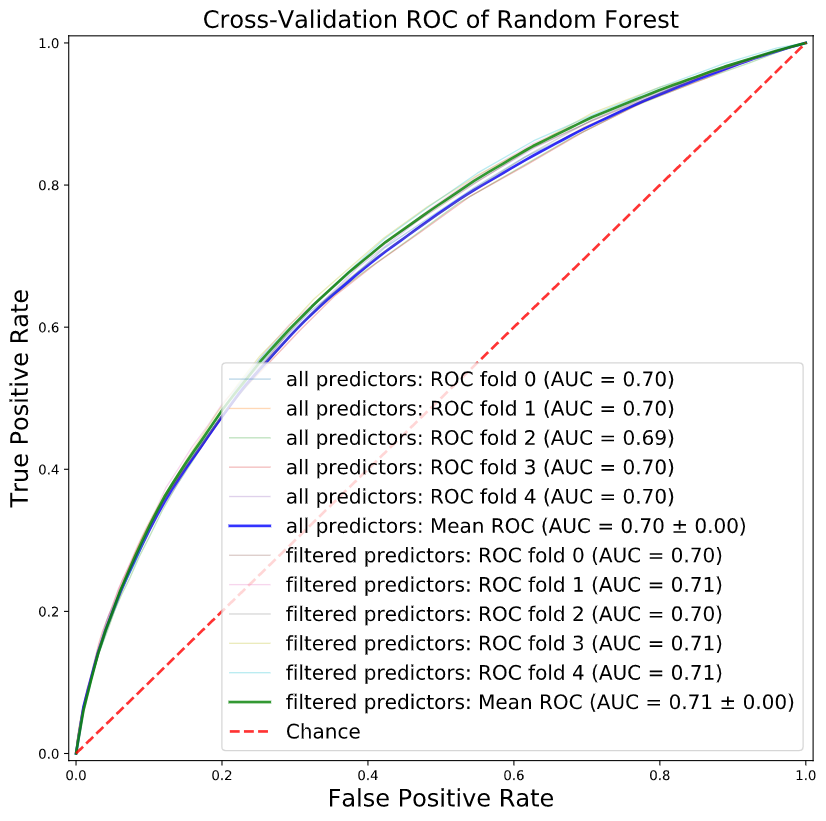 Cross-Validation ROC of Random Forest
1.0
0.8
0.6
0.4
0.2
0.0
True Positive Rate
all predictors: ROC fold 0 (AUC = 0.70)
all predictors: ROC fold 1 (AUC = 0.70)
all predictors: ROC fold 2 (AUC = 0.69)
all predictors: ROC fold 3 (AUC = 0.70)
all predictors: ROC fold 4 (AUC = 0.70)
all predictors: Mean ROC (AUC = 0.70 ± 0.00)
filtered predictors: ROC fold 0 (AUC = 0.70)
filtered predictors: ROC fold 1 (AUC = 0.71)
filtered predictors: ROC fold 2 (AUC = 0.70)
filtered predictors: ROC fold 3 (AUC = 0.71)
filtered predictors: ROC fold 4 (AUC = 0.71)
filtered predictors: Mean ROC (AUC = 0.71 ± 0.00)
Chance
0.0 0.2 0.4 0.6 0.8 1.0
False Positive Rate